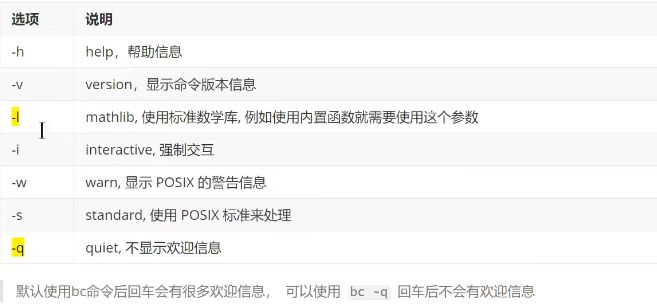 选项 说明
-h help，帮助信息
-v version，显示命令版本信息
-l mathlib, 使用标准数学库, 例如使用内置函数就需要使用这个参数
-i interactive, 强制交互
-w warn, 显示 POSIX 的警告信息
-s standard, 使用 POSIX 标准来处理
-q quiet, 不显示欢迎信息
默认使用bc命令后回车会有很多欢迎信息， 可以使用 bc -q 回车后不会有欢迎信息